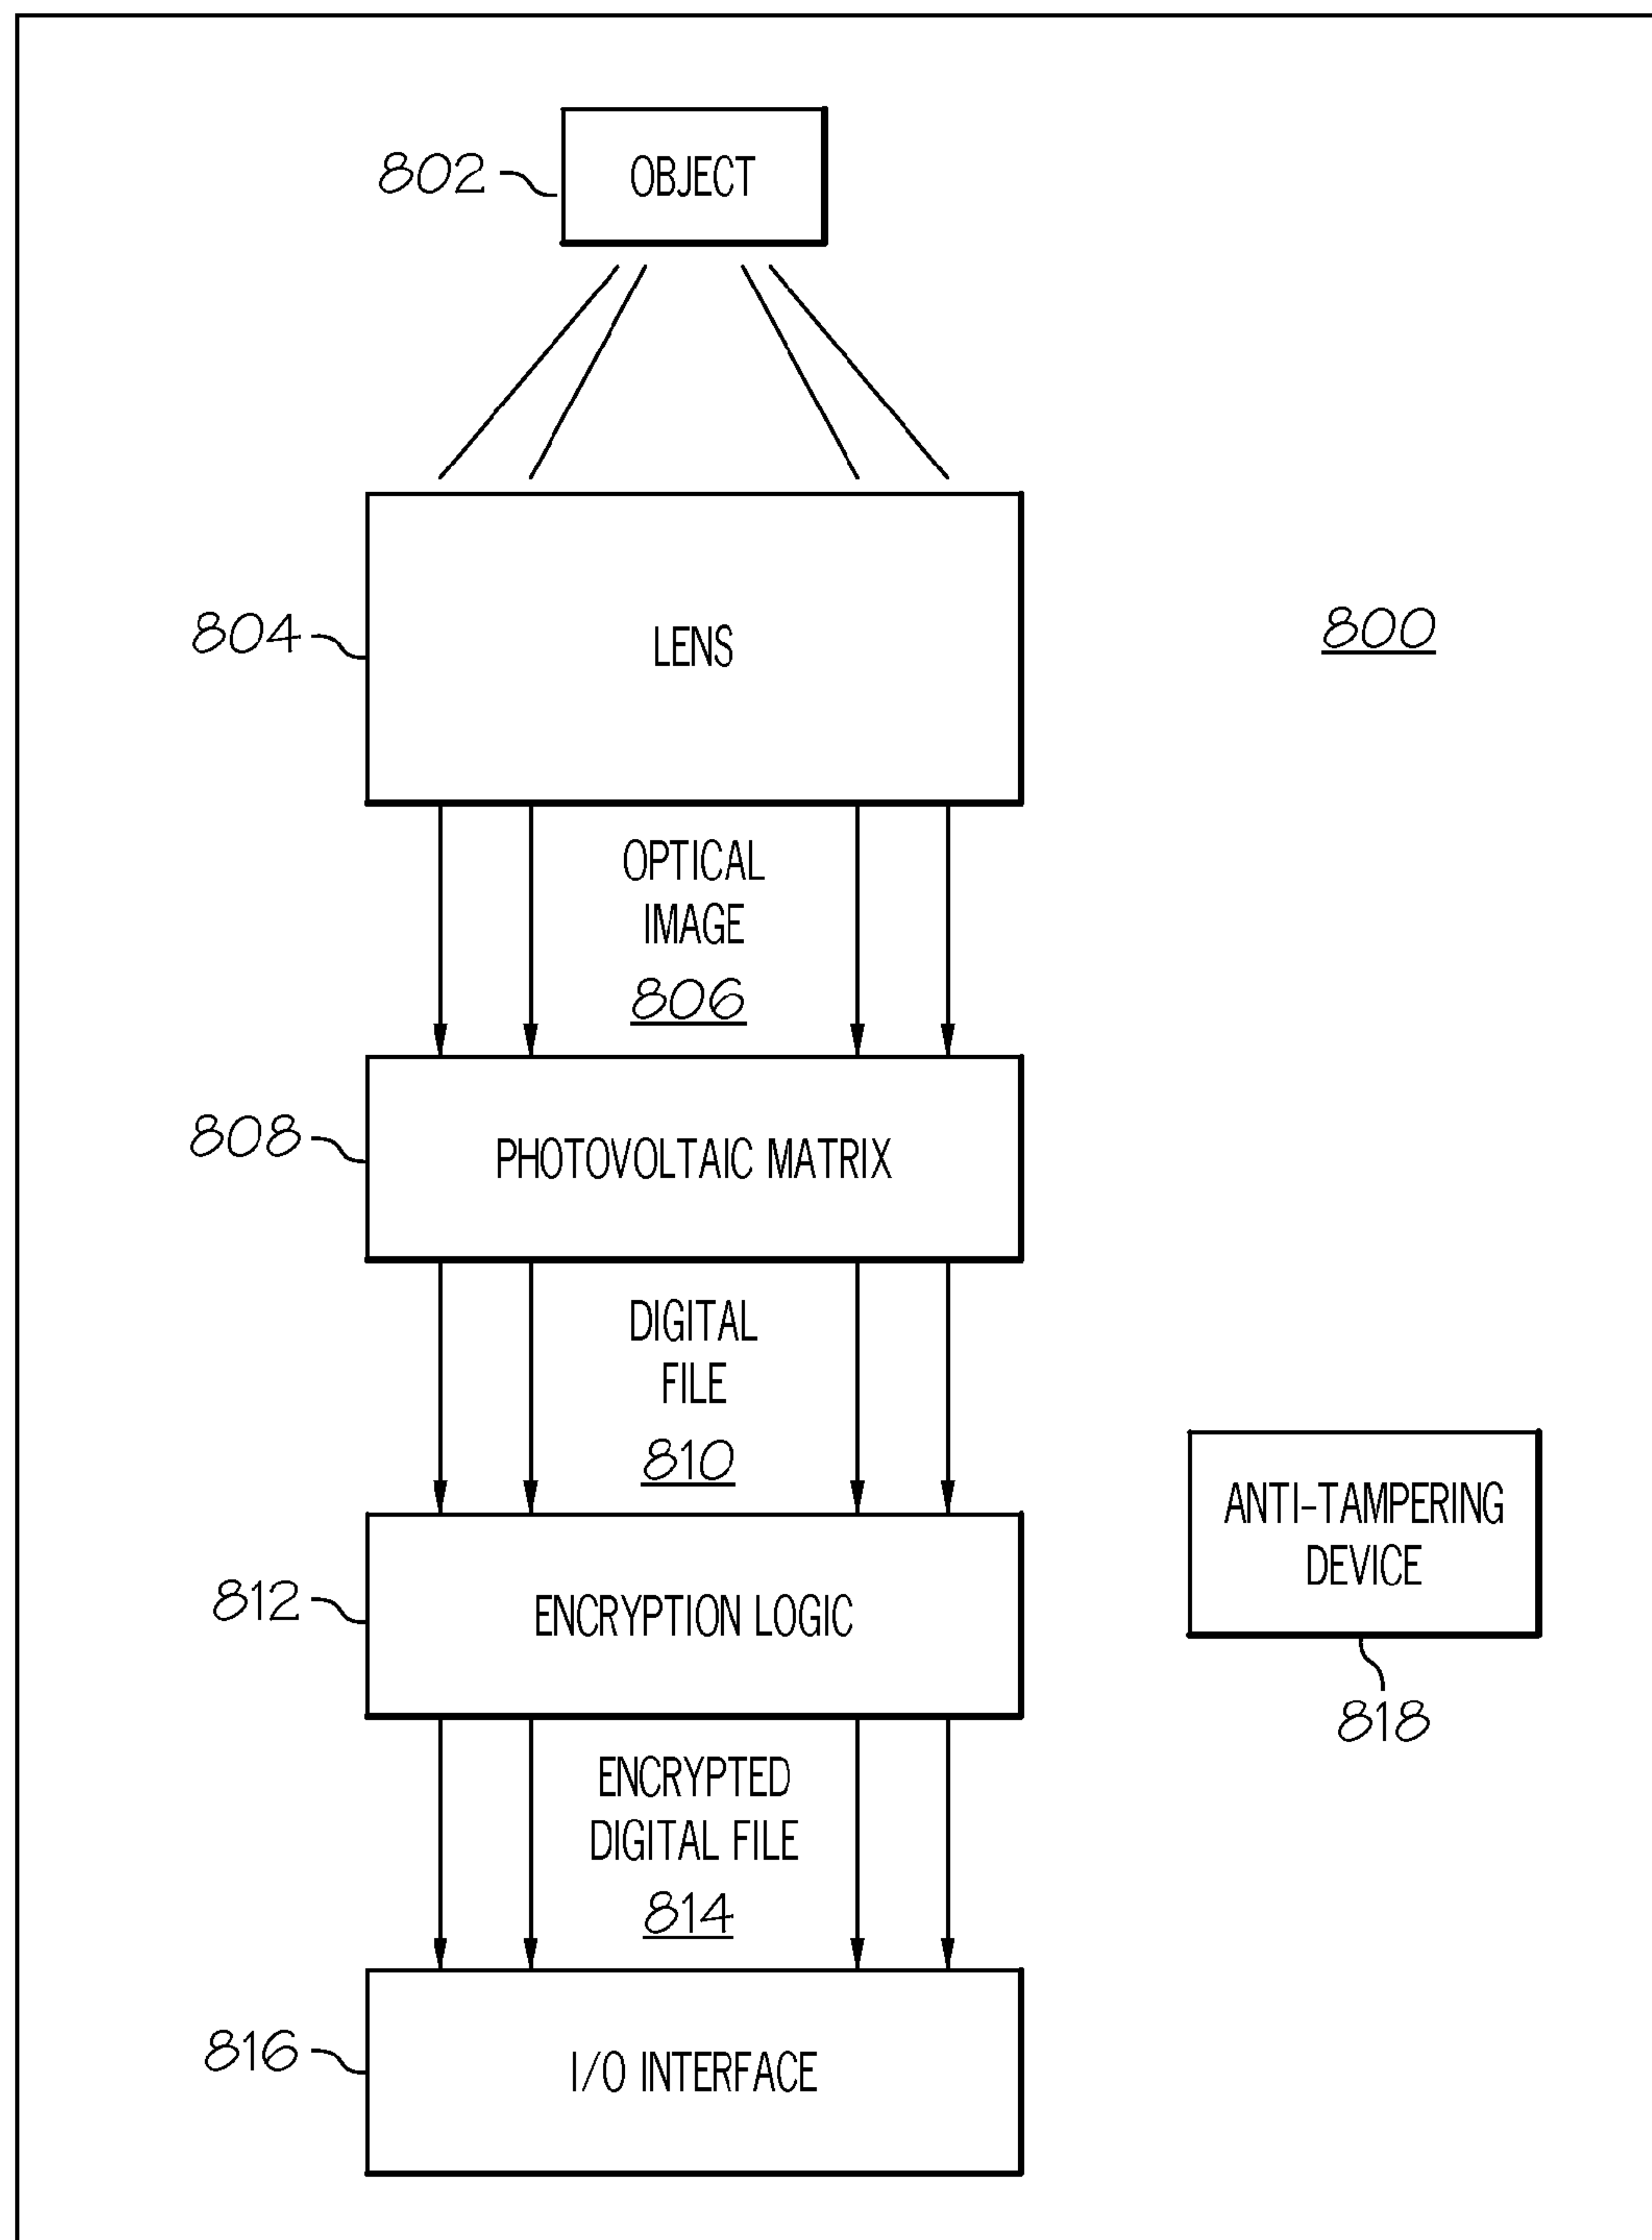 802
OBJECT
804
LENS
800
OPTICAL
IMAGE
806
808
PHOTOVOLTAIC MATRIX
DIGITAL
FILE
810
812
ENCRYPTION LOGIC
ANTI-TAMPERING
DEVICE
818
ENCRYPTED
DIGITAL FILE
814
816
I/O INTERFACE